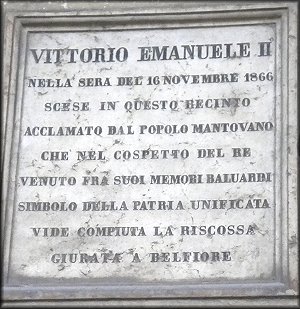 VITTORIO EMANUELE II
NELLA SERA DEL 16 NOVEMBRE 1866
SCESE IN QUESTO RECINTO
ACCLAMATO DAL POPOLO MANTOVANO
CHE NEL COSPETTO DEL RE
VENUTO FRA SUOI MEMORI BALUARDI
SIMBOLO DELLA PATRIA UNIFICATA
VIDE COMPIUTA LA RISCOSSA
GIURATA A BELFIORE